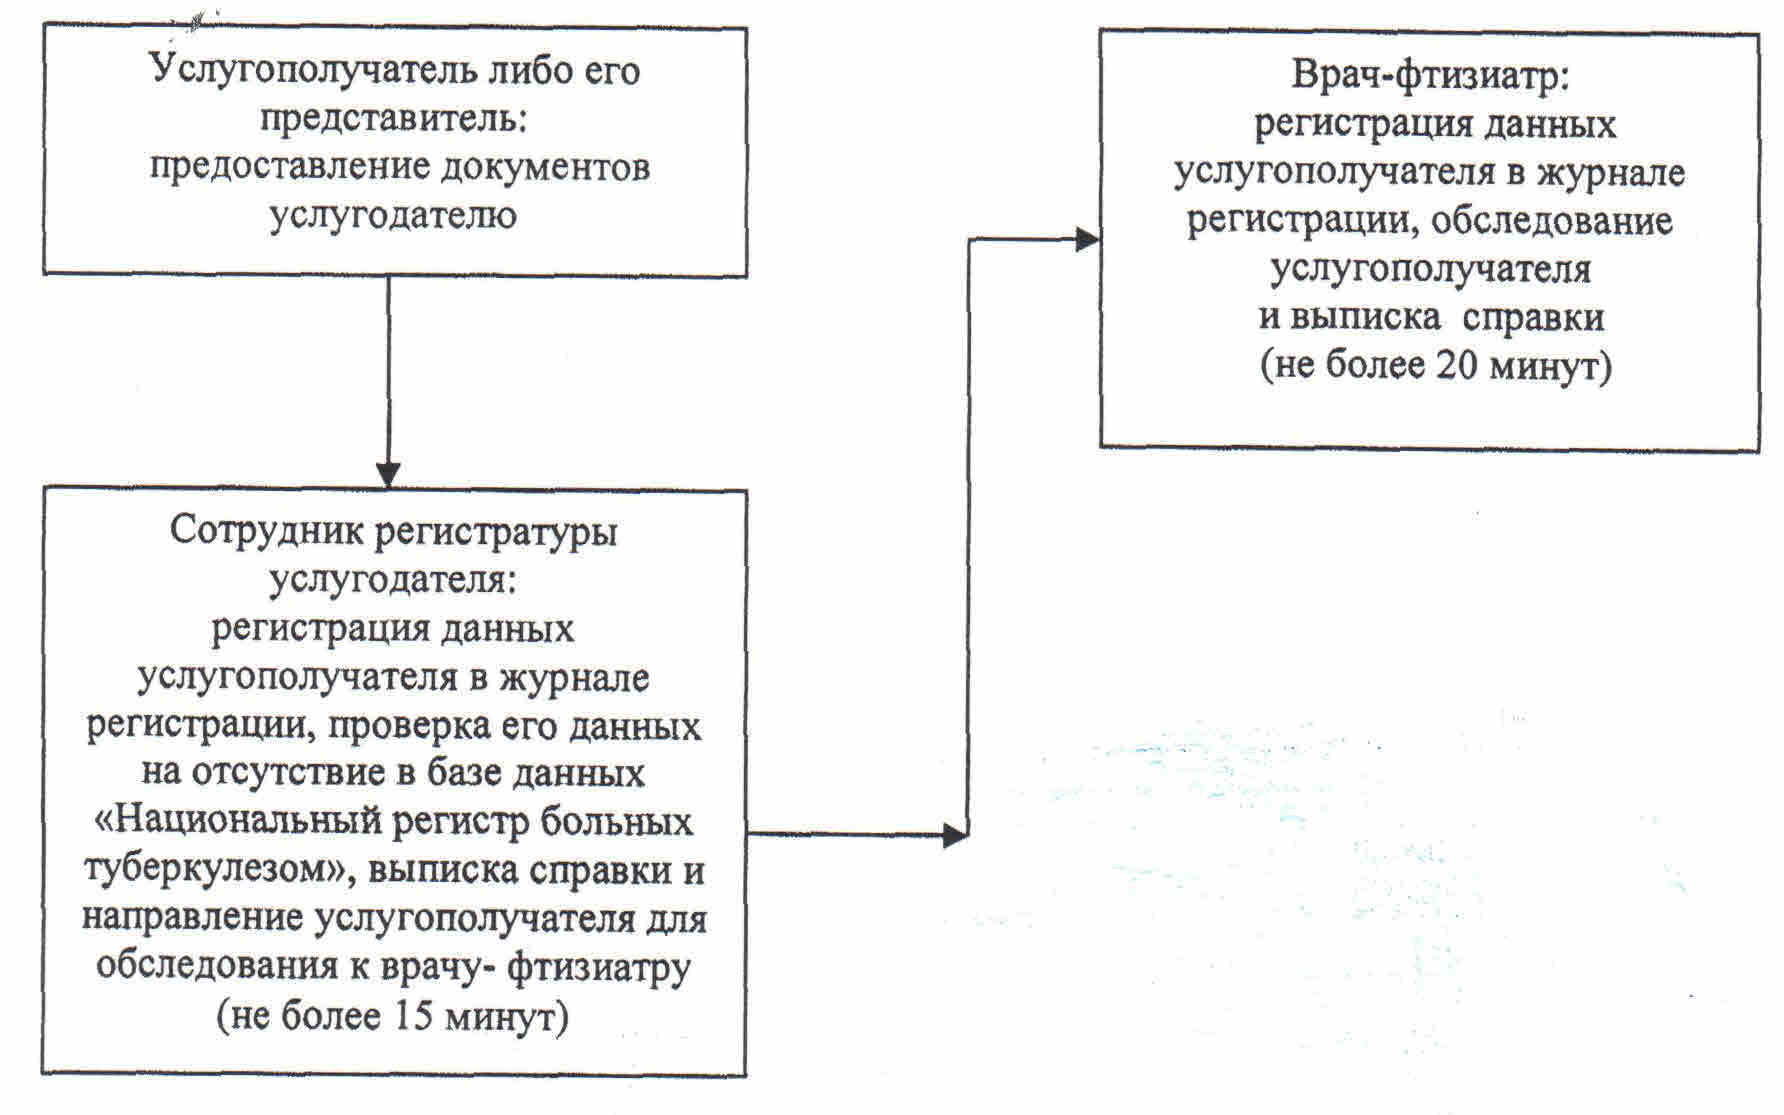 Услугополучатель либо его
представитель:
предоставление документов
услугодателю
Сотрудник регистратуры
услугодателя:
регистрация данных
услугополучателя в журнале
регистрации, проверка его данных
на отсутствие в базе данных
«Национальный регистр больных
туберкулезом», выписка справки и
направление услугополучателя для
обследования к врачу- фтизиатру
(не более 15 минут)
Врач-фтизиатр:
регистрация данных
услугополучателя в журнале
регистрации, обследование
услугополучателя
и выписка  справки
(не более 20 минут)